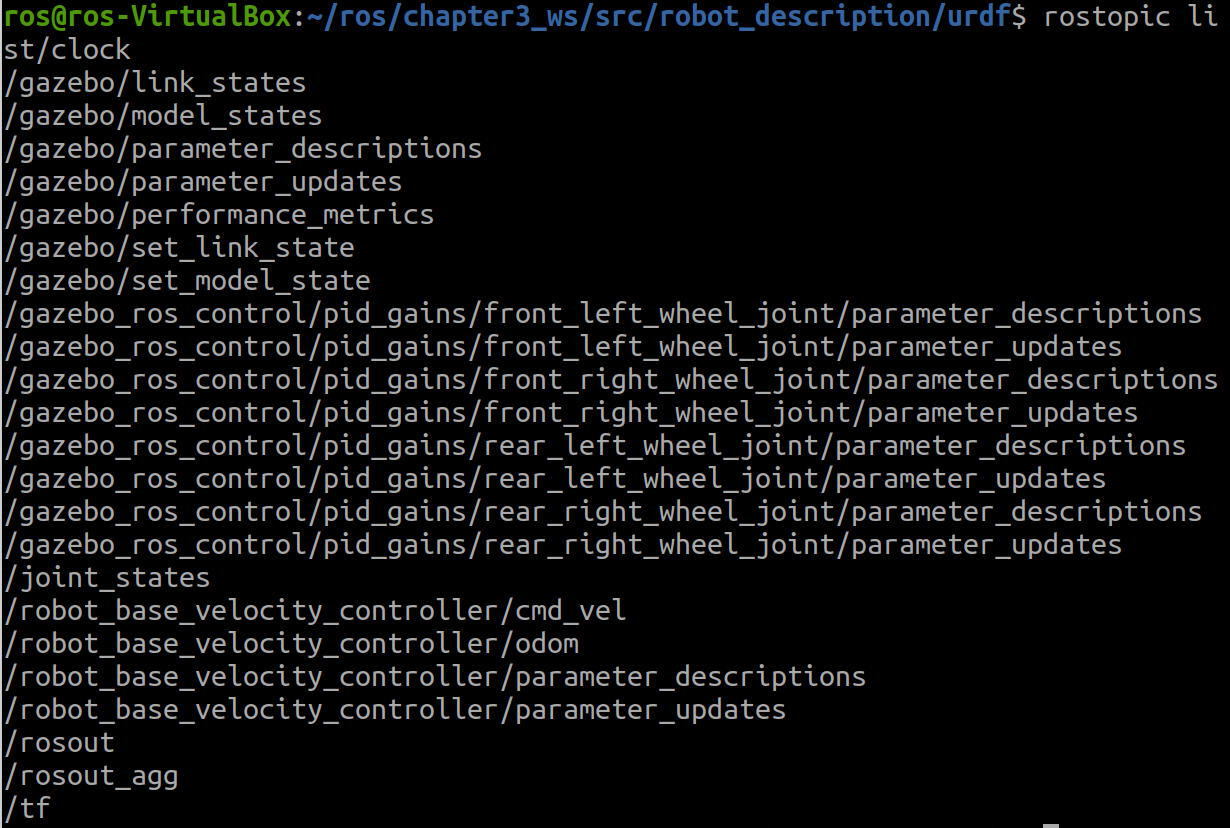 ros@ros-VirtualBox:~/ros/chapter3_ws/src/robot_description/urdf$ rostopic li
st/clock
/gazebo/link_states
/gazebo/model_states
/gazebo/parameter_descriptions
/gazebo/parameter_updates
/gazebo/performance_metrics
/gazebo/set_link_state
/gazebo/set_model_state
/gazebo_ros_control/pid_gains/front_left_wheel_joint/parameter_descriptions
/gazebo_ros_control/pid_gains/front_left_wheel_joint/parameter_updates
/gazebo_ros_control/pid_gains/front_right_wheel_joint/parameter_descriptions
/gazebo_ros_control/pid_gains/front_right_wheel_joint/parameter_updates
/gazebo_ros_control/pid_gains/rear_left_wheel_joint/parameter_descriptions
/gazebo_ros_control/pid_gains/rear_left_wheel_joint/parameter_updates
/gazebo_ros_control/pid_gains/rear_right_wheel_joint/parameter_descriptions
/gazebo_ros_control/pid_gains/rear_right_wheel_joint/parameter_updates
/joint_states
/robot_base_velocity_controller/cmd_vel
/robot_base_velocity_controller/odom
/robot_base_velocity_controller/parameter_descriptions
/robot_base_velocity_controller/parameter_updates
/rosout
/rosout_agg
/tf